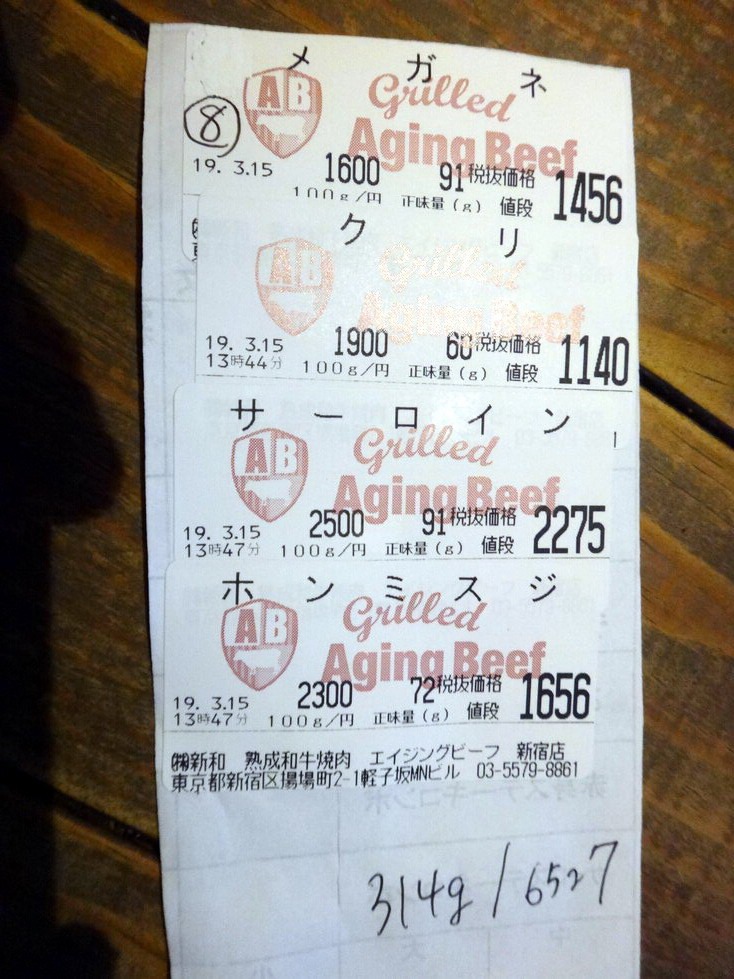 メガネ
AB Grilled
⑧ Aging Beef
19. 3.15 1600 91 税抜価格 1456
100g/円 正味量(g) 値段
クリ
AB Grilled
Aging Beef
19. 3.15 1900 60 税抜価格 1140
13時44分 100g/円 正味量(g) 値段
サーロイン
AB Grilled
Aging Beef
19. 3.15 2500 91 税抜価格 2275
13時47分 100g/円 正味量(g) 値段
ホンミスジ
AB Grilled
Aging Beef
19. 3.15 2300 72 税抜価格 1656
13時47分 100g/円 正味量(g) 値段
㈱新和 熟成和牛焼肉 エイジングビーフ 新宿店
東京都新宿区揚場町2-1軽子坂MNビル 03-5579-8861
314g/6527